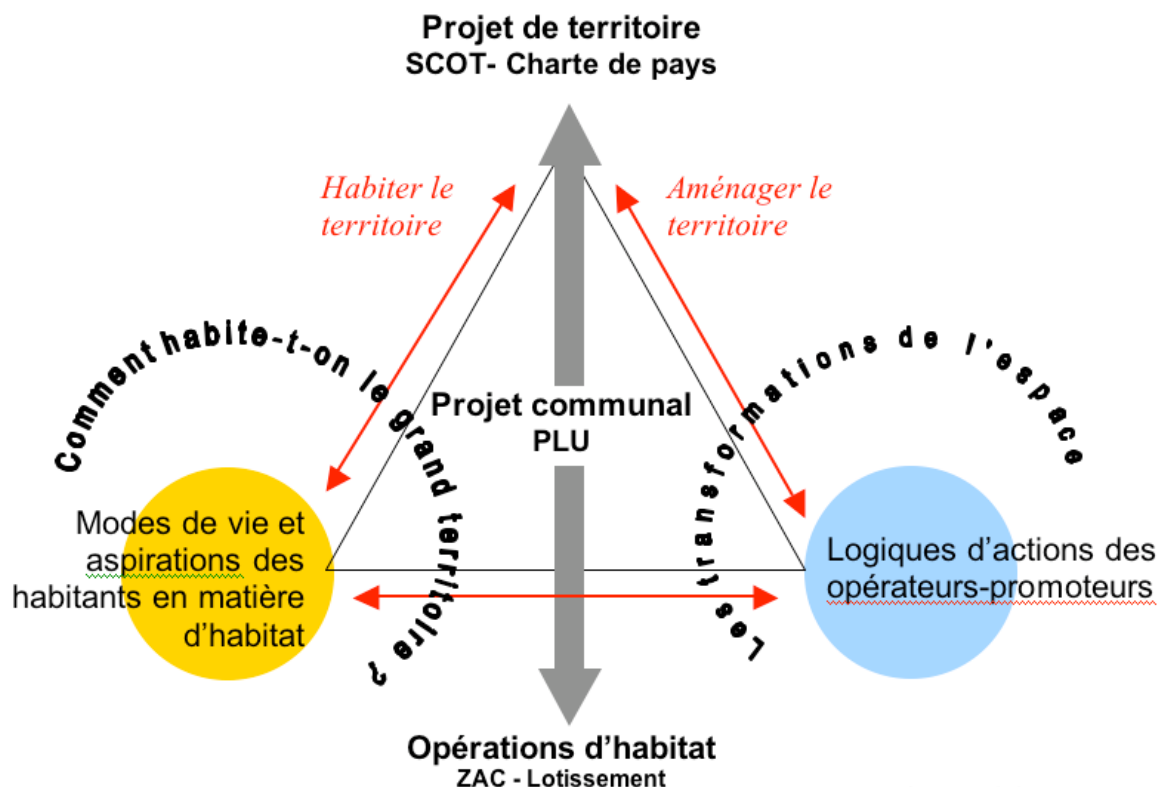 Projet de territoire
SCOT- Charte de pays
Habiter le
territoire
Aménager le
territoire
Comment habite-t-on le grand territoire ?
Les transformations de l'espace
Projet communal
PLU
Modes de vie et
aspirations des
habitants en matière
d'habitat
Logiques d'actions des
opérateurs-promoteurs
Opérations d'habitat
ZAC - Lotissement